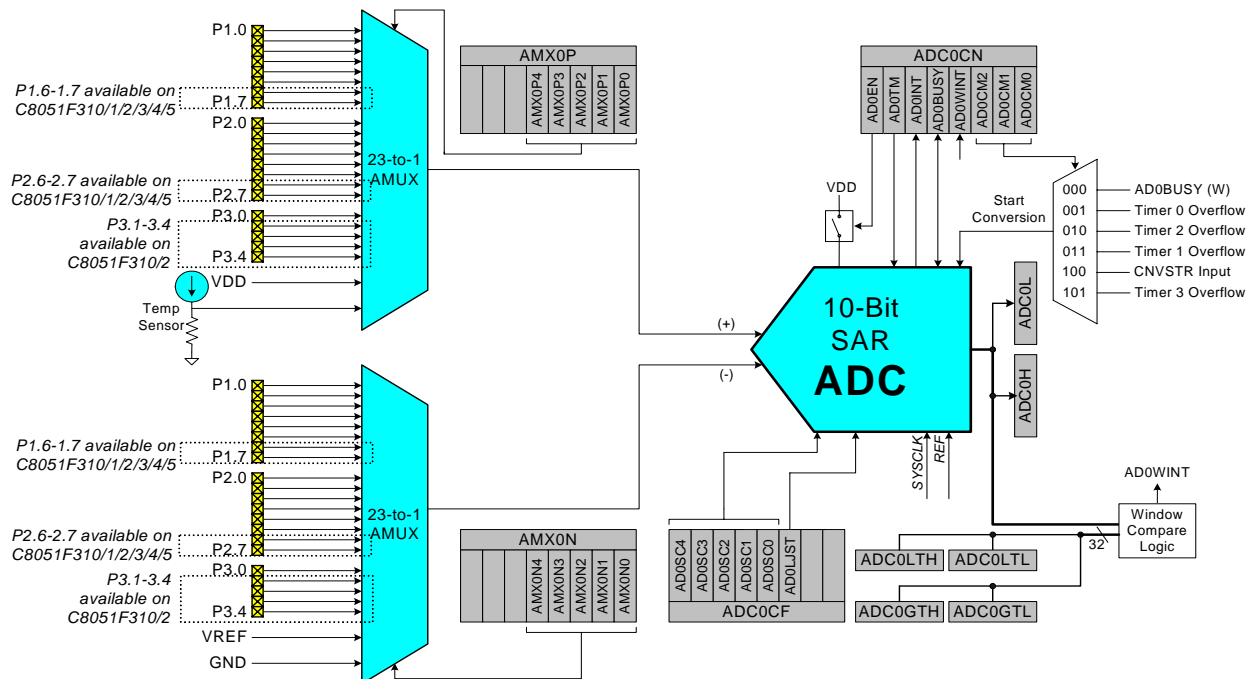 P1.0
P1.6-1.7 available on
C8051F310/1/2/3/4/5
P1.7
P2.0
P2.6-2.7 available on
C8051F310/1/2/3/4/5
P2.7
P3.0
P3.1-3.4
available on
C8051F310/2
P3.4
VDD
Temp
Sensor
23-to-1
AMUX
AMX0P
AMX0P4
AMX0P3
AMX0P2
AMX0P1
AMX0P0
ADC0CN
AD0EN
AD0TM
AD0INT
AD0BUSY
AD0WINT
AD0CM2
AD0CM1
AD0CM0
VDD
Start
Conversion
000 AD0BUSY (W)
001 Timer 0 Overflow
010 Timer 2 Overflow
011 Timer 1 Overflow
100 CNVSTR Input
101 Timer 3 Overflow
(+)
(-)
10-Bit
SAR
ADC
ADC0L
ADC0H
SYSCLK
REF
P1.0
P1.6-1.7 available on
C8051F310/1/2/3/4/5
P1.7
P2.0
P2.6-2.7 available on
C8051F310/1/2/3/4/5
P2.7
P3.0
P3.1-3.4
available on
C8051F310/2
P3.4
VREF
GND
23-to-1
AMUX
AMX0N
AMX0N4
AMX0N3
AMX0N2
AMX0N1
AMX0N0
AD0SC4
AD0SC3
AD0SC2
AD0SC1
AD0SC0
AD0LJST
ADC0CF
AD0WINT
Window
Compare
Logic
32
ADC0LTH
ADC0LTL
ADC0GTH
ADC0GTL